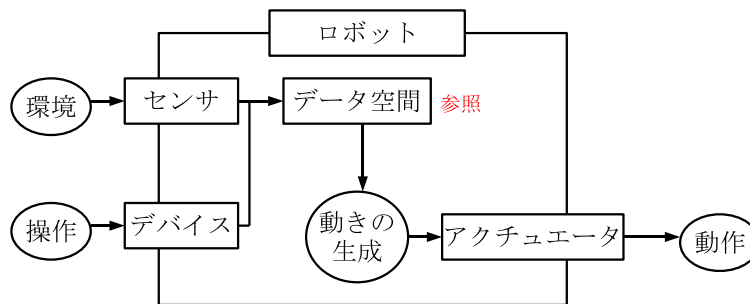 ロボット
環境
センサ
データ空間
参照
操作
デバイス
動きの
生成
アクチュエータ
動作